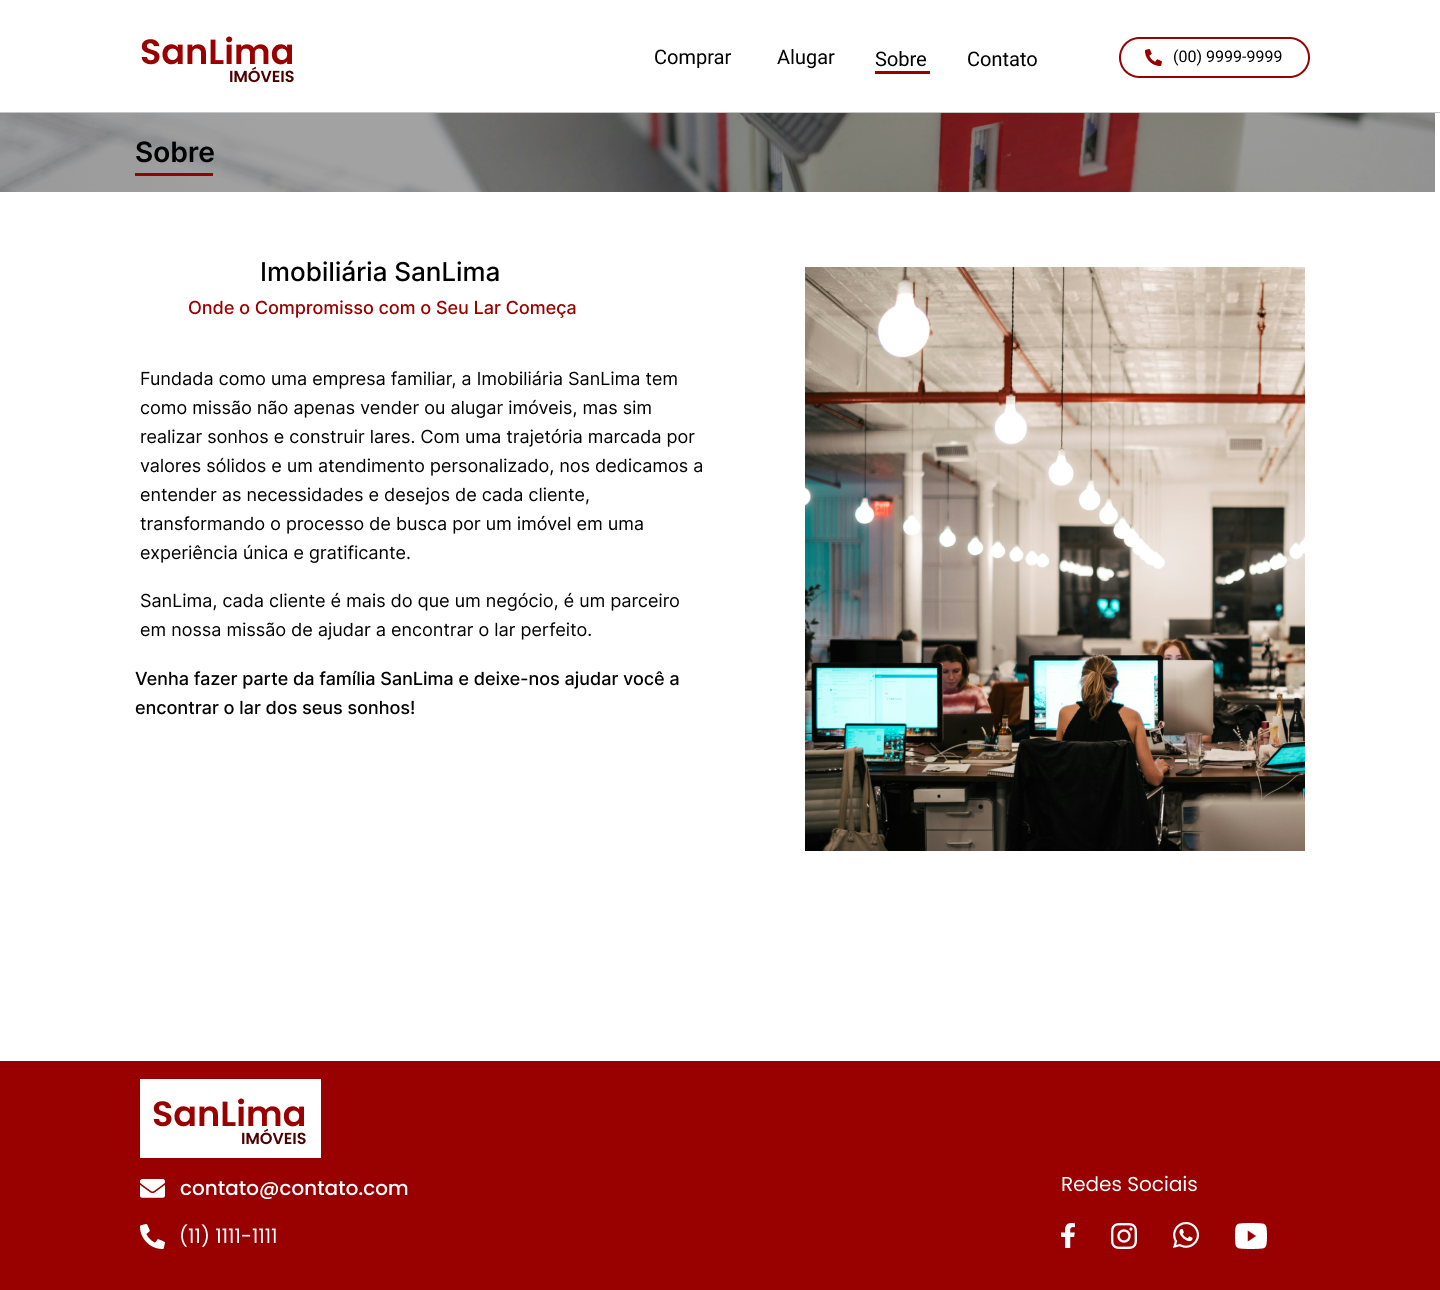 SanLima
IMÓVEIS
Comprar
Alugar
Sobre
Contato
(00) 9999-9999
Sobre
Imobiliária SanLima
Onde o Compromisso com o Seu Lar Começa
Fundada como uma empresa familiar, a Imobiliária SanLima tem
como missão não apenas vender ou alugar imóveis, mas sim
realizar sonhos e construir lares. Com uma trajetória marcada por
valores sólidos e um atendimento personalizado, nos dedicamos a
entender as necessidades e desejos de cada cliente,
transformando o processo de busca por um imóvel em uma
experiência única e gratificante.
SanLima, cada cliente é mais do que um negócio, é um parceiro
em nossa missão de ajudar a encontrar o lar perfeito.
Venha fazer parte da família SanLima e deixe-nos ajudar você a
encontrar o lar dos seus sonhos!
SanLima
IMÓVEIS
contato@contato.com
(11) 1111-1111
Redes Sociais